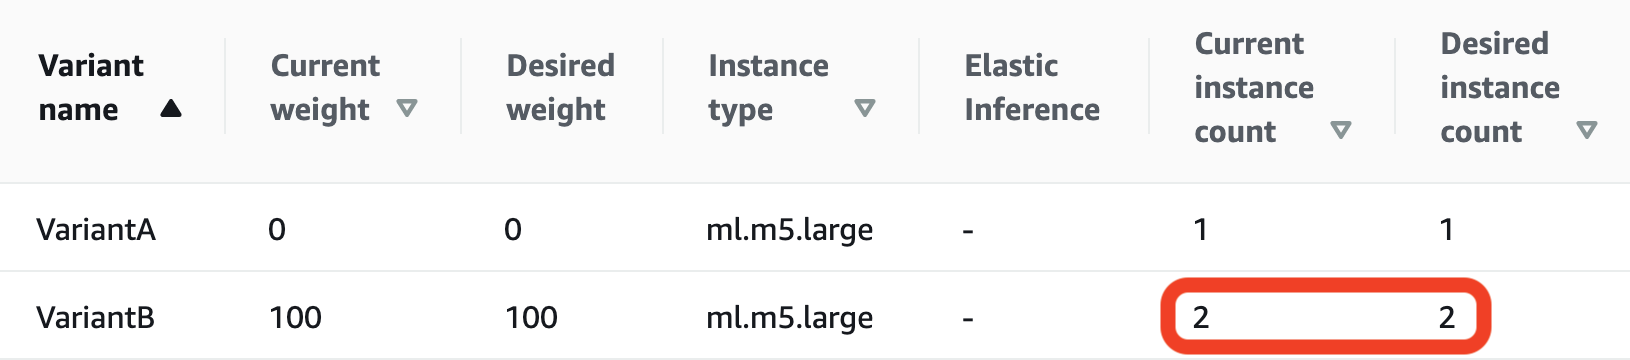 Variant name
Current weight
Desired weight
Instance type
Elastic Inference
Current instance count
Desired instance count
VariantA 0 0 ml.m5.large - 1 1
VariantB 100 100 ml.m5.large - 2 2